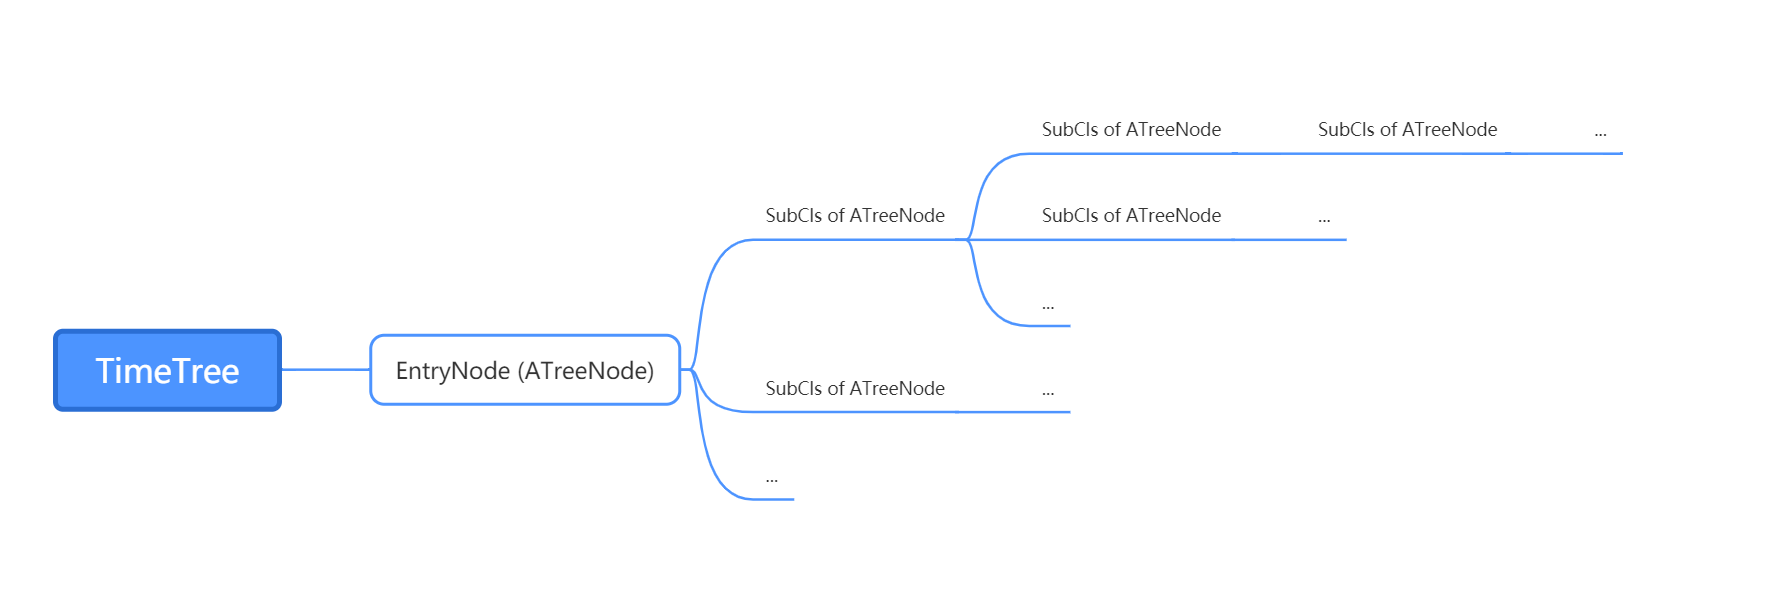 SubCls of ATreeNode
SubCls of ATreeNode
...
SubCls of ATreeNode
SubCls of ATreeNode
...
...
TimeTree
EntryNode (ATreeNode)
SubCls of ATreeNode
...
...